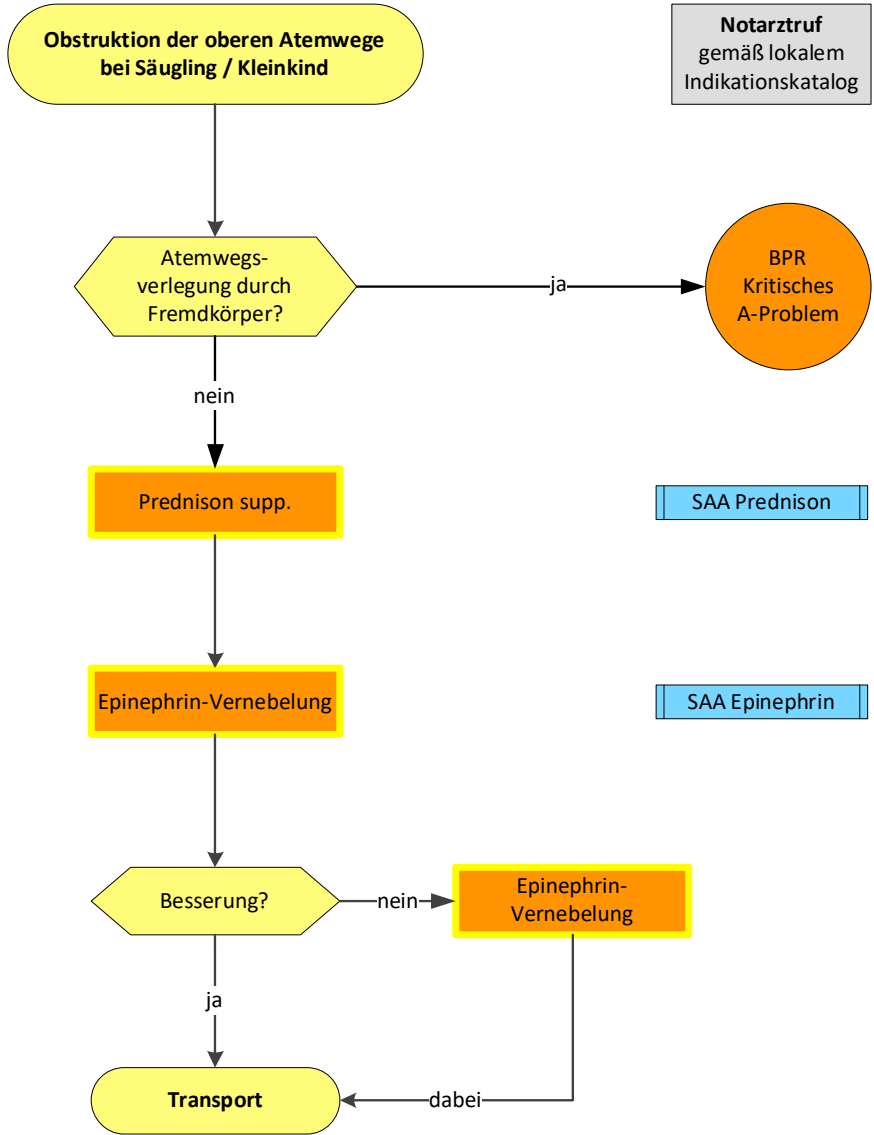 Obstruktion der oberen Atemwege
bei Säugling / Kleinkind
Notarztruf
gemäß lokalem
Indikationskatalog
Atemwegs-
verlegung durch
Fremdkörper?
ja
BPR
Kritisches
A-Problem
nein
Prednison supp.
SAA Prednison
Epinephrin-Vernebelung
SAA Epinephrin
Besserung?
nein
Epinephrin-
Vernebelung
ja
Transport
dabei